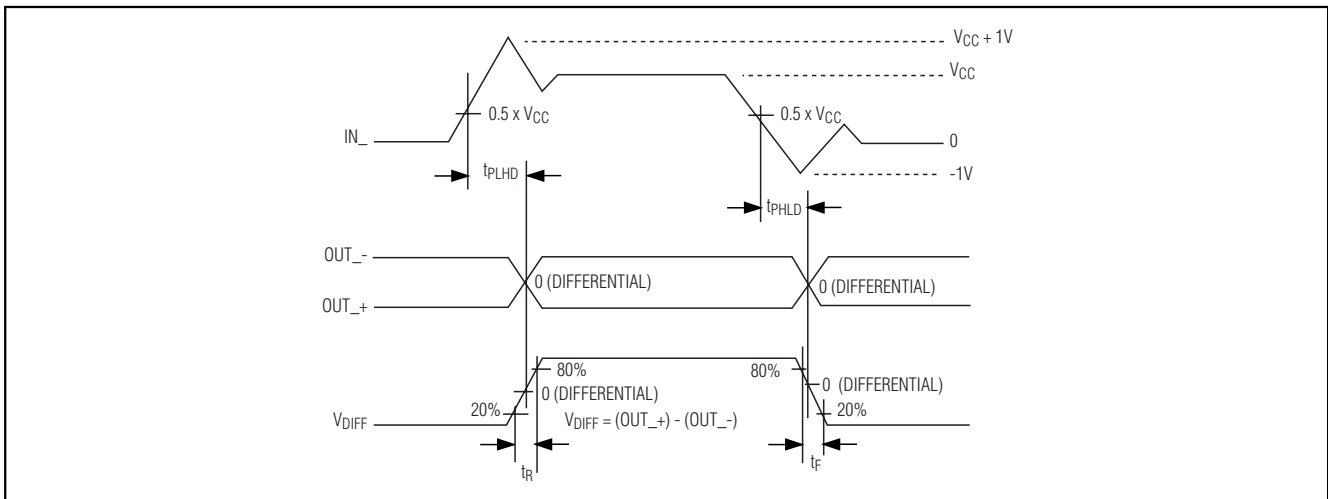 VCC + 1V
VCC
0.5 x VCC
0.5 x VCC
IN_
0
tPLHD
-1V
tPHLD
OUT_-
0 (DIFFERENTIAL)
0 (DIFFERENTIAL)
OUT_+
80%
80%
0 (DIFFERENTIAL)
0 (DIFFERENTIAL)
20%
20%
VDIFF
VDIFF = (OUT_+) - (OUT_-)
tR
tF